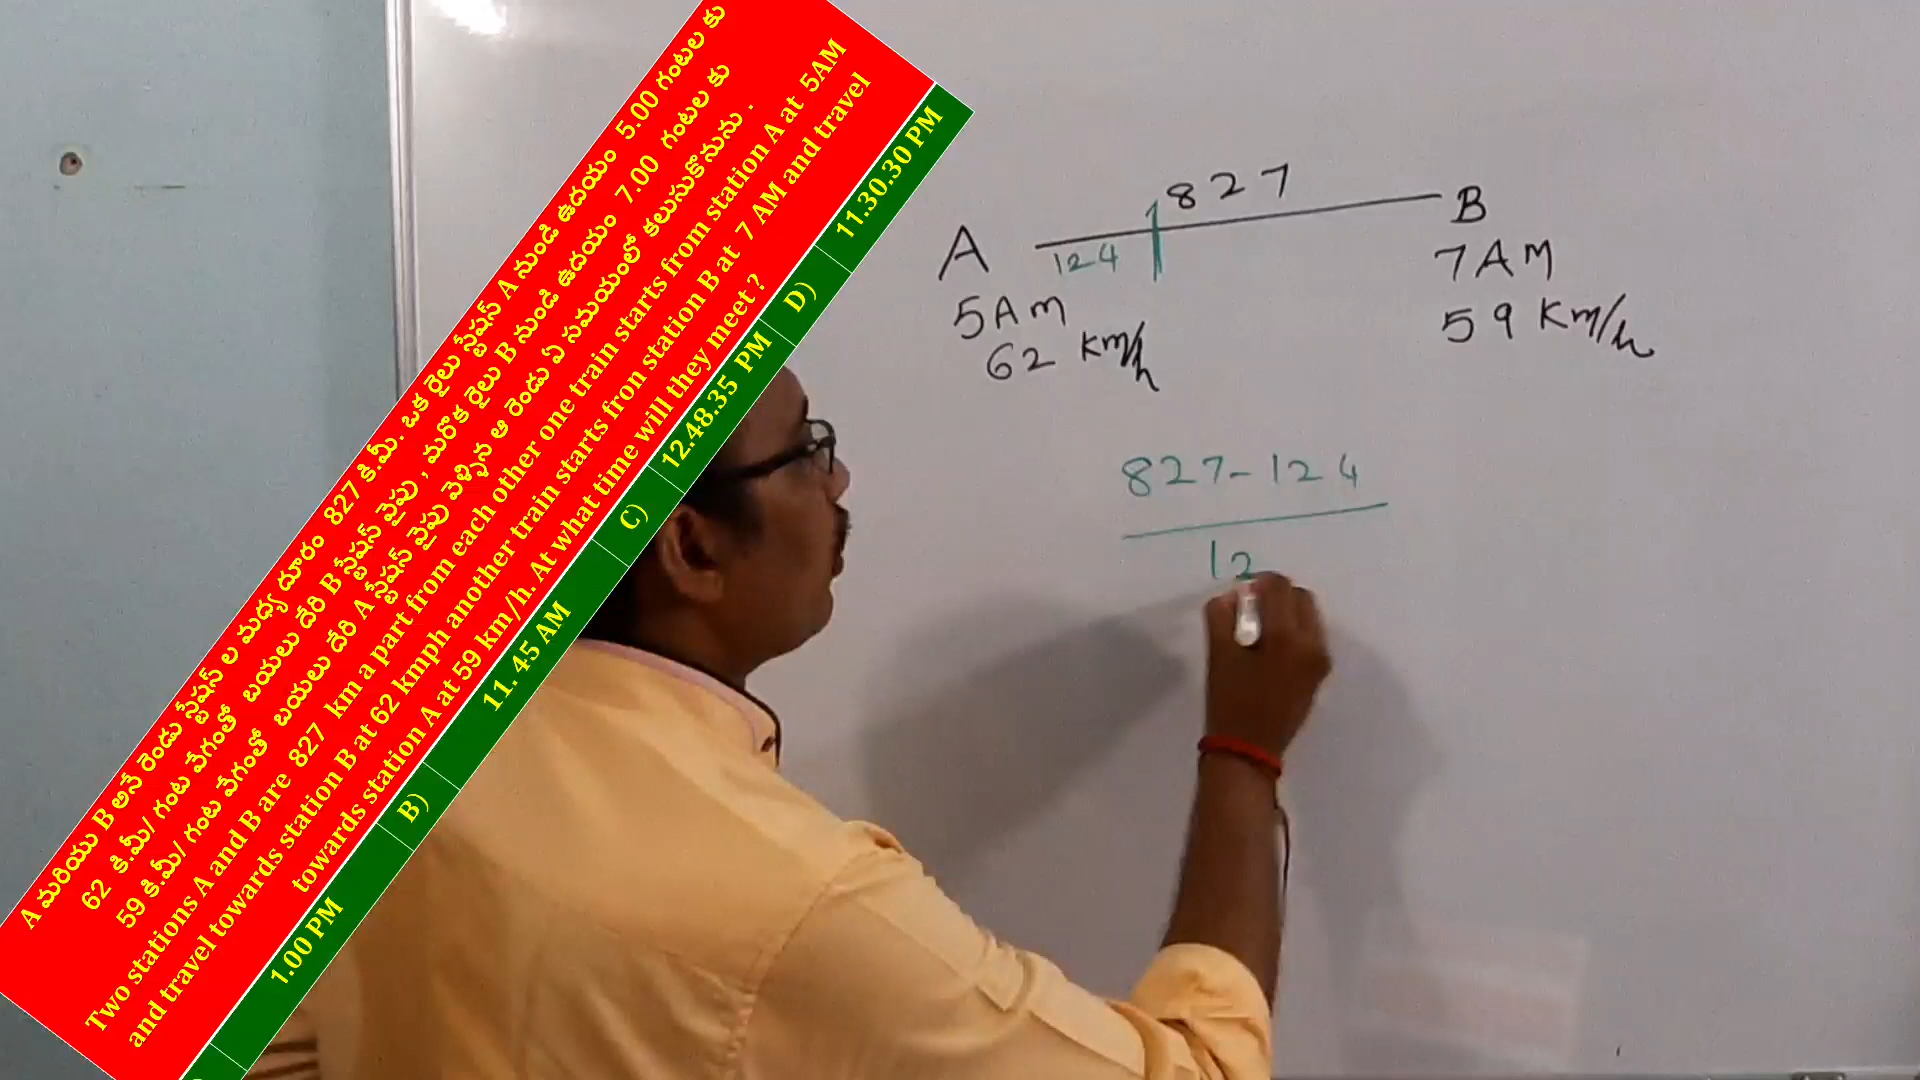 A మరియు B అనే రెండు స్టేషన్ ల మధ్య దూరం 827 కి.మీ. ఒక రైలు స్టేషన్ A నుండి ఉదయం 5.00 గంటల కు
62 కి.మీ/ గంట వేగంతో బయలు దేరి B స్టేషన్ వైపు , మరొక రైలు B నుండి ఉదయం 7.00 గంటల కు
59 కి.మీ/ గంట వేగంతో బయలు దేరి A స్టేషన్ వైపు వెళ్ళిన ఆ రెండు ఏ సమయంలో కలుసుకొనును .
Two stations A and B are 827 km a part from each other one train starts from station A at 5AM
and travel towards station B at 62 kmph another train starts fron station B at 7 AM and travel
towards station A at 59 km/h. At what time will they meet ?
1.00 PM B) 11. 45 AM C) 12.48.35 PM D) 11.30.30 PM
827
A B
124
5AM 7AM
62 Km/h 59 Km/h
827-124
12